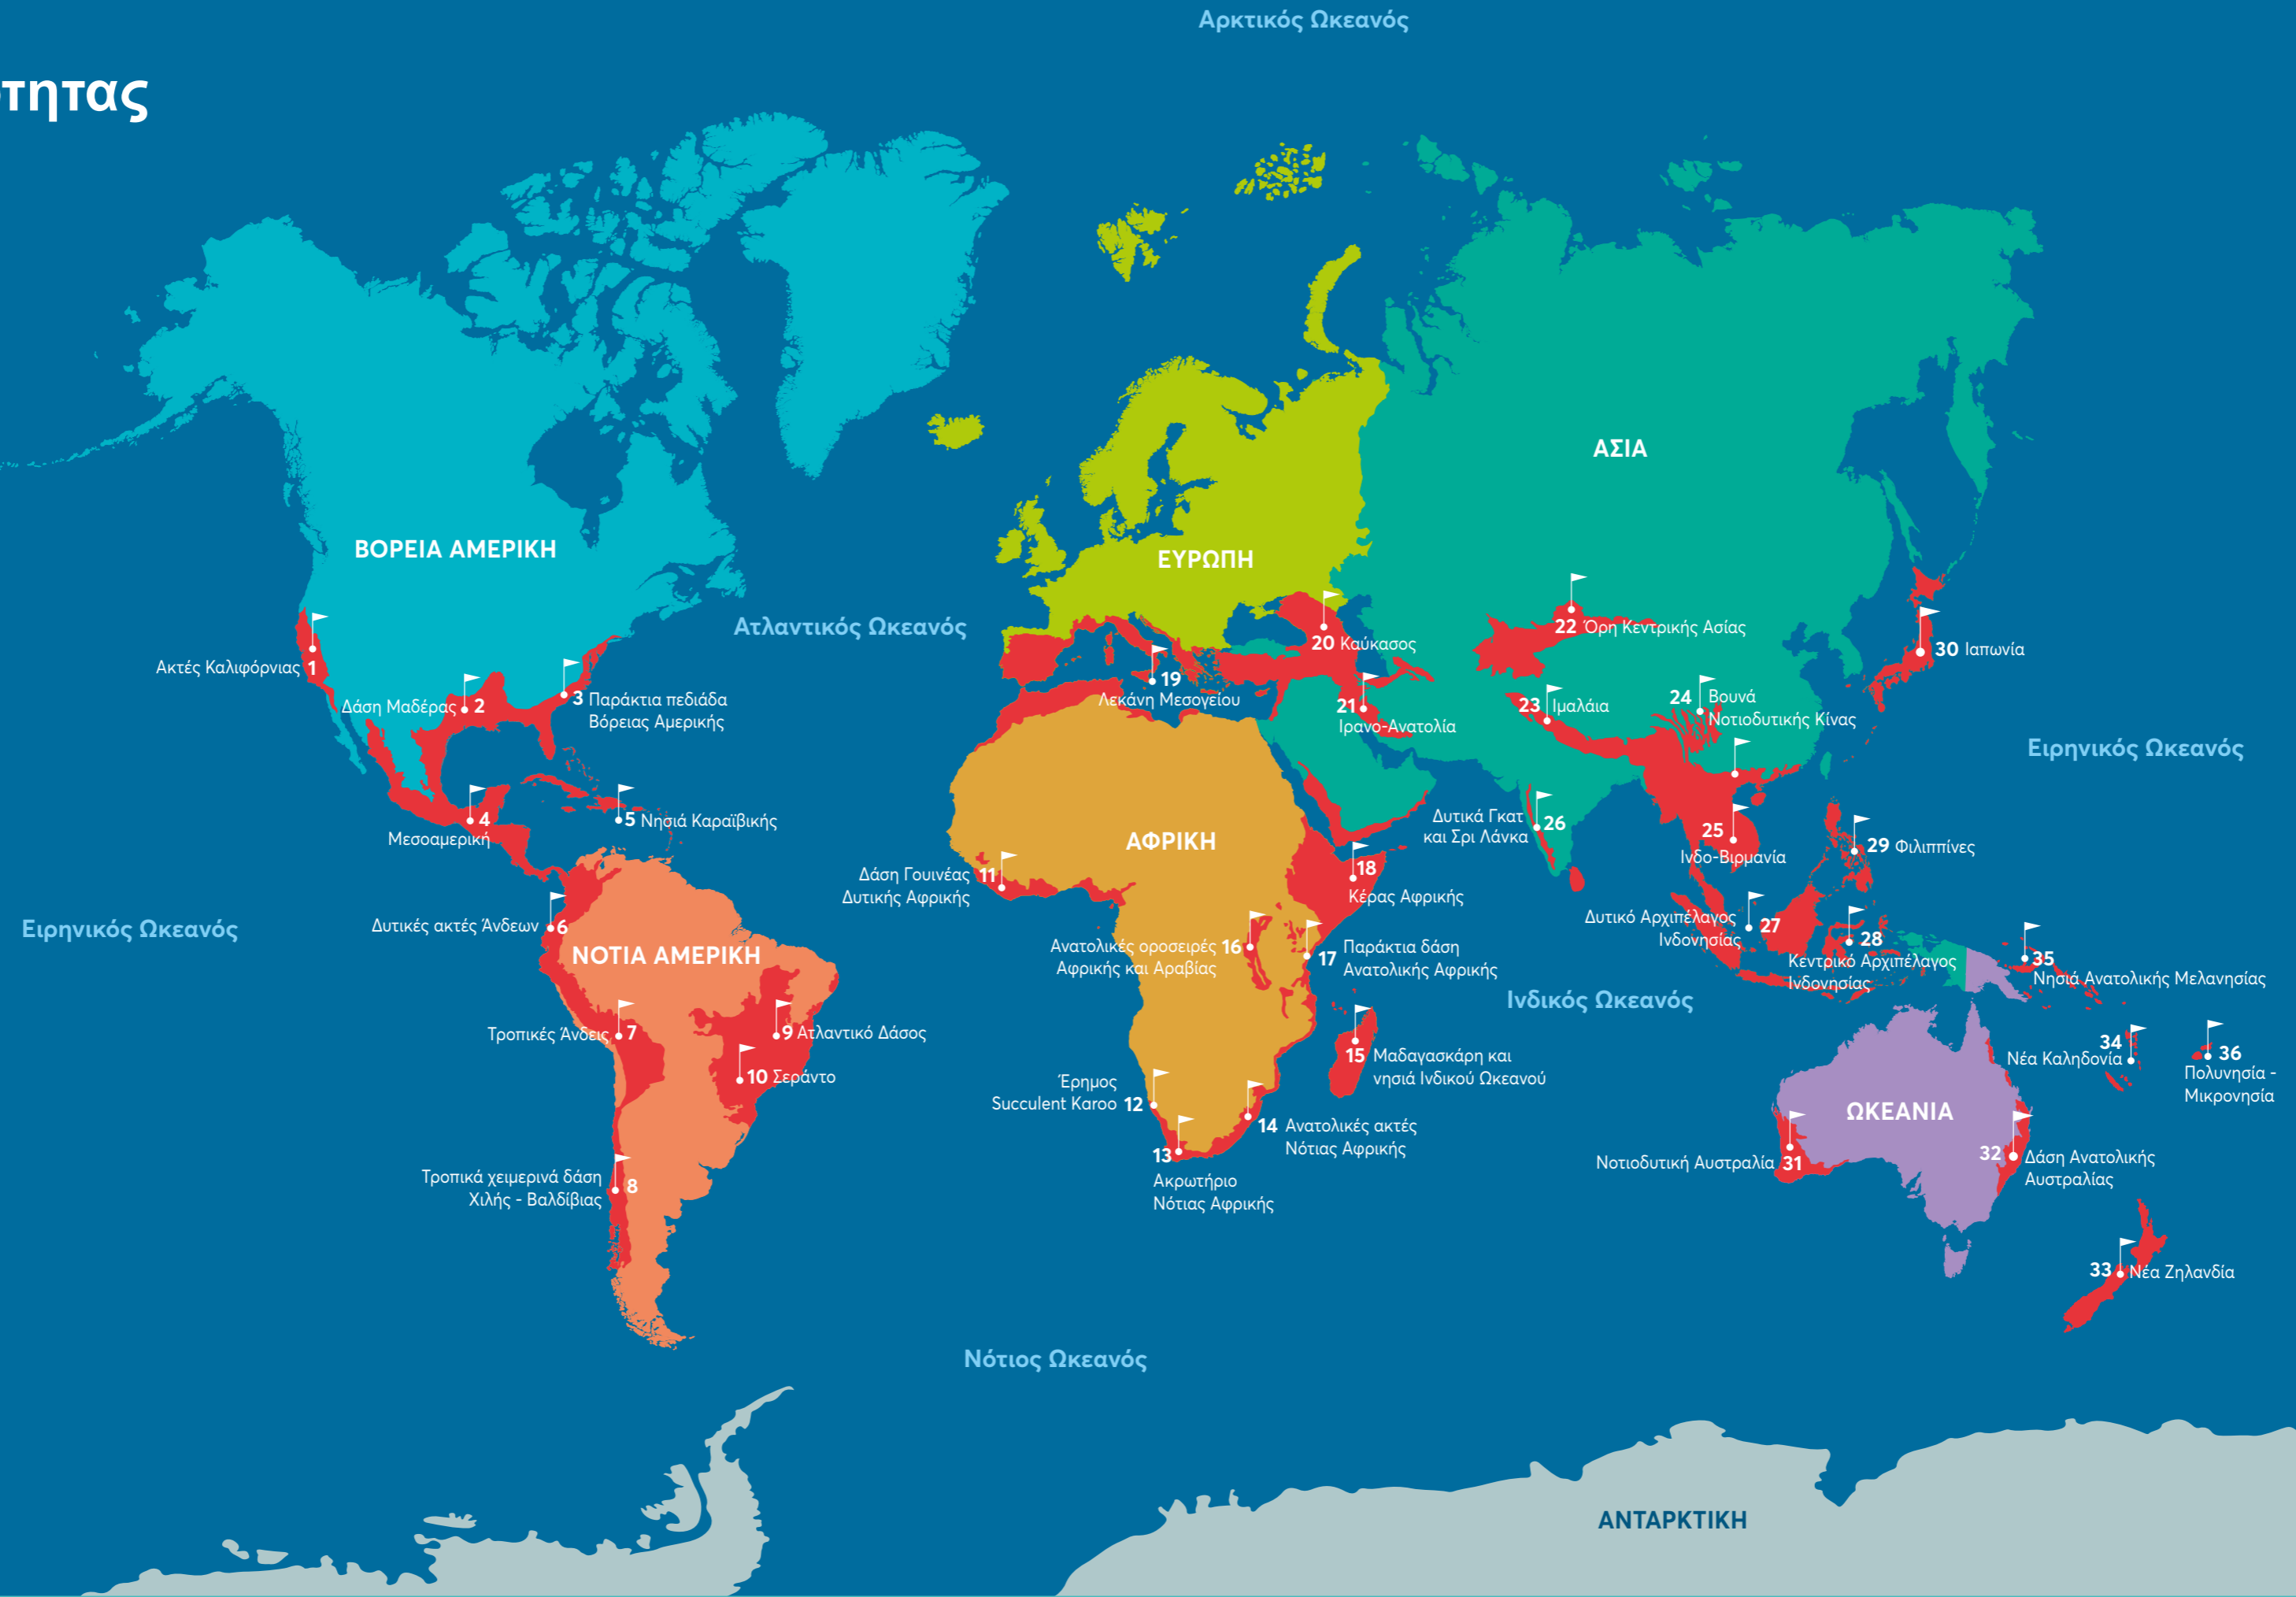 Αρκτικός Ωκεανός
ότητας
ΑΣΙΑ
ΒΟΡΕΙΑ ΑΜΕΡΙΚΗ
ΕΥΡΩΠΗ
Ατλαντικός Ωκεανός
22 Όρη Κεντρικής Ασίας
20 Καύκασος
30 Ιαπωνία
Ακτές Καλιφόρνιας 1
Δάση Μαδέρας 2
3 Παράκτια πεδιάδα
Βόρειας Αμερικής
19
Λεκάνη Μεσογείου
21
Ιρανο-Ανατολία
23 Ιμαλάια
24 Βουνά
Νοτιοδυτικής Κίνας
Ειρηνικός Ωκεανός
4
Μεσοαμερική
5 Νησιά Καραϊβικής
ΑΦΡΙΚΗ
Δυτικά Γκατ
και Σρι Λάνκα 26
25
Ινδο-Βιρμανία
29 Φιλιππίνες
Δάση Γουινέας 11
Δυτικής Αφρικής
18
Κέρας Αφρικής
Ειρηνικός Ωκεανός
Δυτικές ακτές Άνδεων 6
ΝΟΤΙΑ ΑΜΕΡΙΚΗ
Ανατολικές οροσειρές 16
Αφρικής και Αραβίας
17 Παράκτια δάση
Ανατολικής Αφρικής
Δυτικό Αρχιπέλαγος 27
Ινδονησίας
28
Κεντρικό Αρχιπέλαγος
Ινδονησίας
35
Νησιά Ανατολικής Μελανησίας
Ινδικός Ωκεανός
Τροπικές Άνδεις 7
9 Ατλαντικό Δάσος
10 Σεράντο
15 Μαδαγασκάρη και
νησιά Ινδικού Ωκεανού
34
Νέα Καληδονία
36
Πολυνησία -
Μικρονησία
Έρημος
Succulent Karoo 12
14 Ανατολικές ακτές
Νότιας Αφρικής
ΩΚΕΑΝΙΑ
13
Ακρωτήριο
Νότιας Αφρικής
Νοτιοδυτική Αυστραλία 31
32 Δάση Ανατολικής
Αυστραλίας
Τροπικά χειμερινά δάση
Χιλής - Βαλδίβιας 8
33 Νέα Ζηλανδία
Νότιος Ωκεανός
ΑΝΤΑΡΚΤΙΚΗ